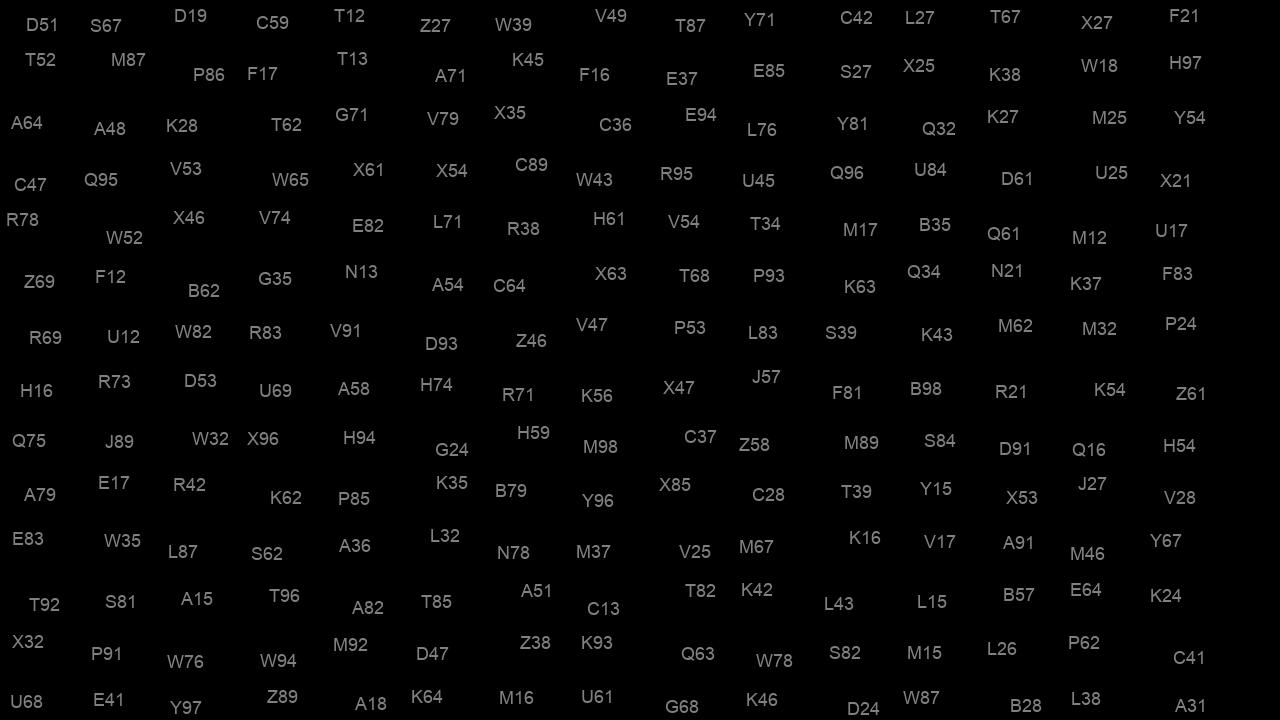 D51 S67 D19 C59 T12 Z27 W39 V49 T87 Y71 C42 L27 T67 X27 F21
T52 M87 P86 F17 T13 A71 K45 F16 E37 E85 S27 X25 K38 W18 H97
A64 A48 K28 T62 G71 V79 X35 C36 E94 L76 Y81 Q32 K27 M25 Y54
C47 Q95 V53 W65 X61 X54 C89 W43 R95 U45 Q96 U84 D61 U25 X21
R78 W52 X46 V74 E82 L71 R38 H61 V54 T34 M17 B35 Q61 M12 U17
Z69 F12 B62 G35 N13 A54 C64 X63 T68 P93 K63 Q34 N21 K37 F83
R69 U12 W82 R83 V91 D93 Z46 V47 P53 L83 S39 K43 M62 M32 P24
H16 R73 D53 U69 A58 H74 R71 K56 X47 J57 F81 B98 R21 K54 Z61
Q75 J89 W32 X96 H94 G24 H59 M98 C37 Z58 M89 S84 D91 Q16 H54
A79 E17 R42 K62 P85 K35 B79 Y96 X85 C28 T39 Y15 X53 J27 V28
E83 W35 L87 S62 A36 L32 N78 M37 V25 M67 K16 V17 A91 M46 Y67
T92 S81 A15 T96 A82 T85 A51 C13 T82 K42 L43 L15 B57 E64 K24
X32 P91 W76 W94 M92 D47 Z38 K93 Q63 W78 S82 M15 L26 P62 C41
U68 E41 Y97 Z89 A18 K64 M16 U61 G68 K46 D24 W87 B28 L38 A31